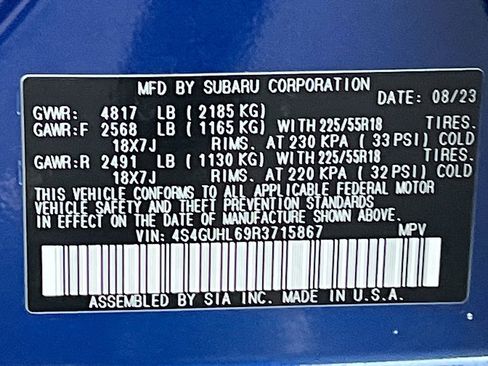 MFD BY SUBARU CORPORATION
DATE: 08/23
GVWR: 4817 LB ( 2185 KG)
GAWR:F 2568 LB ( 1165 KG) WITH 225/55R18 TIRES.
18X7J RIMS. AT 230 KPA ( 33 PSI) COLD
GAWR:R 2491 LB ( 1130 KG) WITH 225/55R18 TIRES.
18X7J RIMS. AT 220 KPA ( 32 PSI) COLD
THIS VEHICLE CONFORMS TO ALL APPLICABLE FEDERAL MOTOR
VEHICLE SAFETY AND THEFT PREVENTION STANDARDS
IN EFFECT ON THE DATE OF MANUFACTURE SHOWN ABOVE.
VIN: 4S4GUHL69R3715867 MPV
ASSEMBLED BY SIA INC. MADE IN U.S.A.